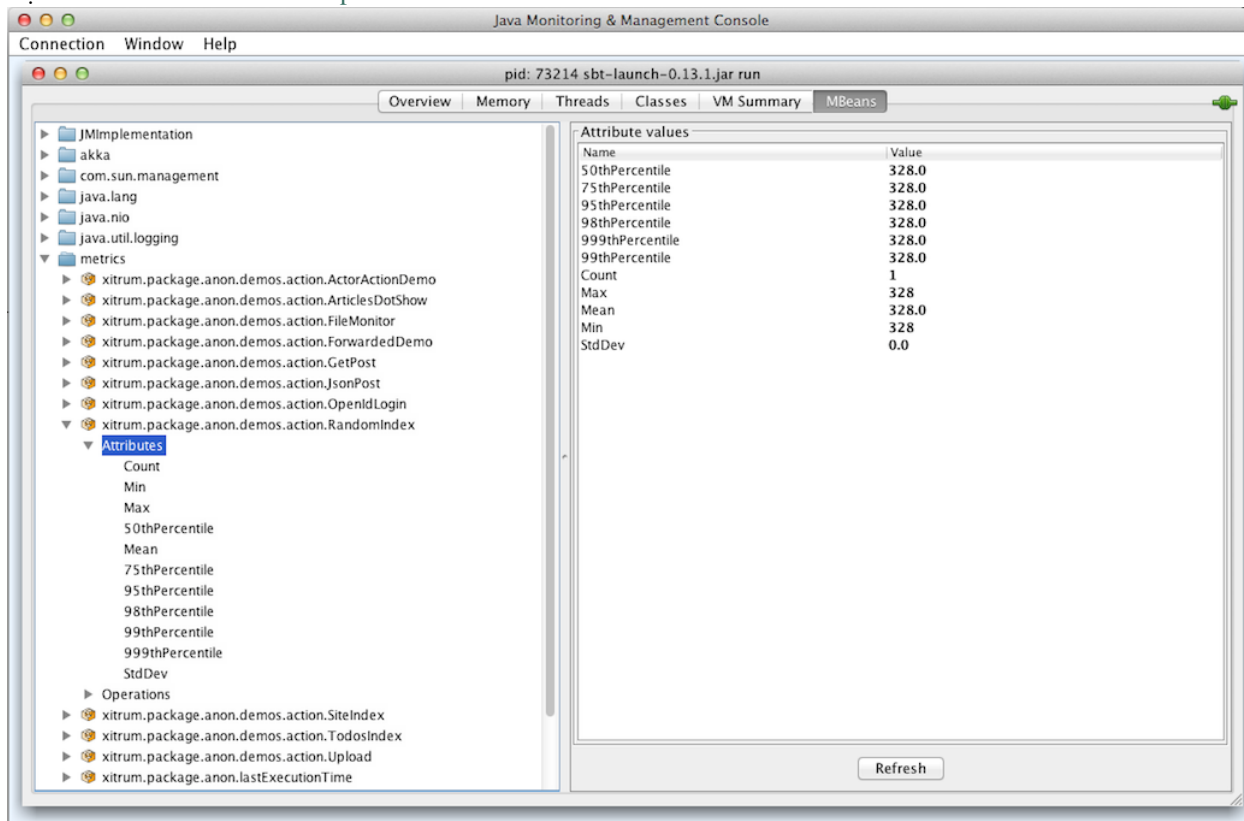 Java Monitoring & Management Console
Connection Window Help
pid: 73214 sbt-launch-0.13.1.jar run
Overview Memory Threads Classes VM Summary MBeans
JMImplementation
akka
com.sun.management
java.lang
java.nio
java.util.logging
metrics
xitrum.package.anon.demos.action.ActorActionDemo
xitrum.package.anon.demos.action.ArticlesDotShow
xitrum.package.anon.demos.action.FileMonitor
xitrum.package.anon.demos.action.ForwardedDemo
xitrum.package.anon.demos.action.GetPost
xitrum.package.anon.demos.action.JsonPost
xitrum.package.anon.demos.action.OpenIdLogin
xitrum.package.anon.demos.action.RandomIndex
Attributes
Count
Min
Max
50thPercentile
Mean
75thPercentile
95thPercentile
98thPercentile
99thPercentile
999thPercentile
StdDev
Operations
xitrum.package.anon.demos.action.SiteIndex
xitrum.package.anon.demos.action.TodosIndex
xitrum.package.anon.demos.action.Upload
xitrum.package.anon.lastExecutionTime
Attribute values
Name Value
50thPercentile 328.0
75thPercentile 328.0
95thPercentile 328.0
98thPercentile 328.0
999thPercentile 328.0
99thPercentile 328.0
Count 1
Max 328
Mean 328.0
Min 328
StdDev 0.0
Refresh